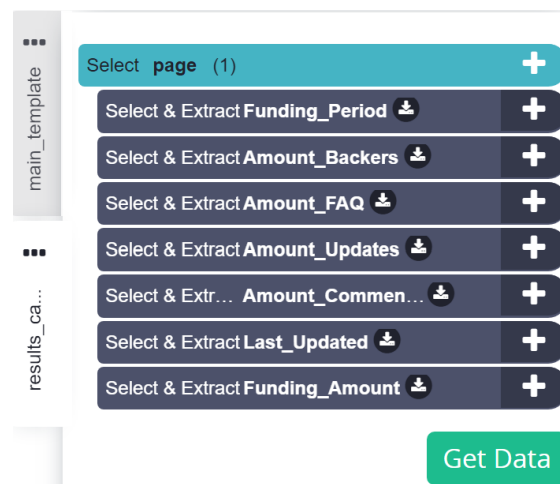 main_template
results_ca...
Select page (1)
Select & Extract Funding_Period
Select & Extract Amount_Backers
Select & Extract Amount_FAQ
Select & Extract Amount_Updates
Select & Extr... Amount_Commen...
Select & Extract Last_Updated
Select & Extract Funding_Amount
Get Data